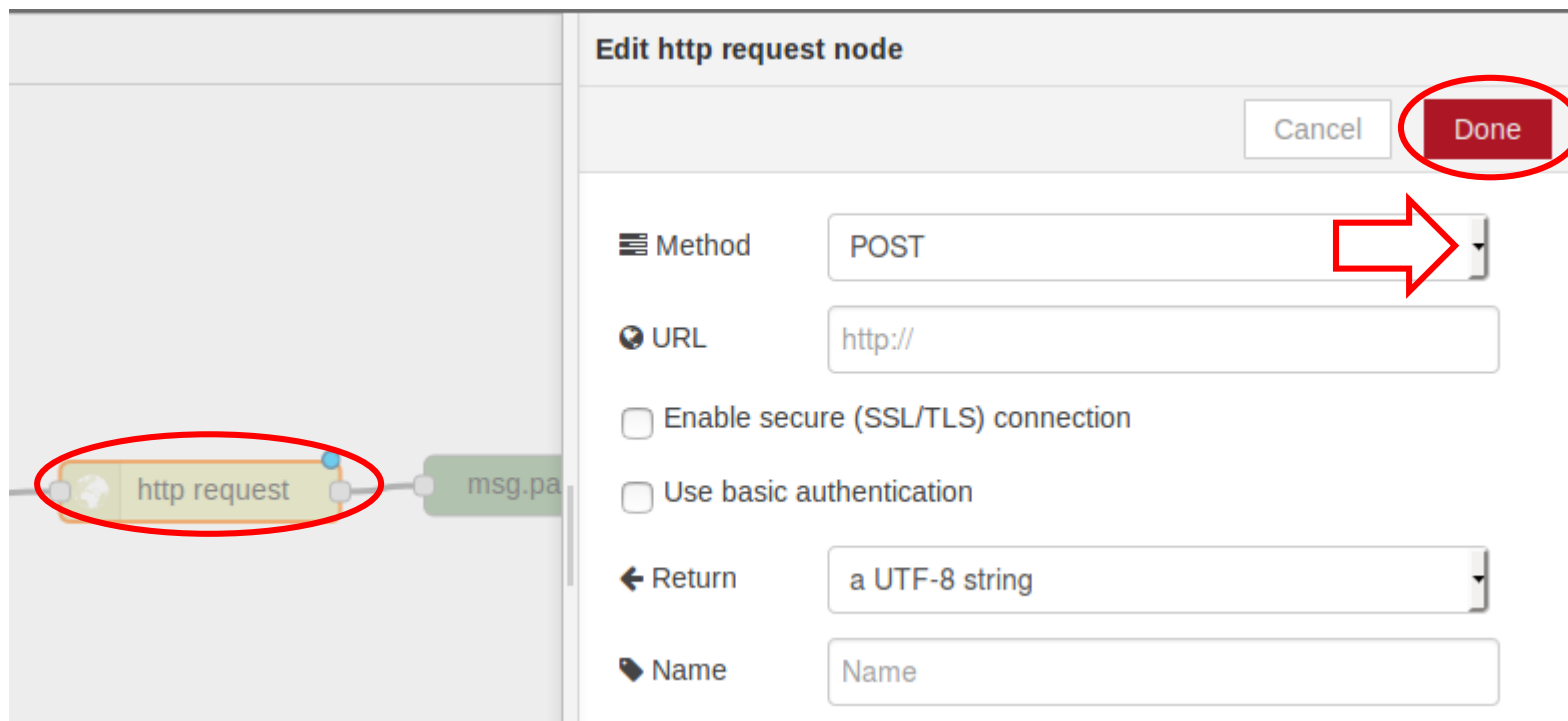 Edit http request node
Cancel Done
Method POST
URL http://
Enable secure (SSL/TLS) connection
http request msg.pa
Use basic authentication
Return a UTF-8 string
Name Name